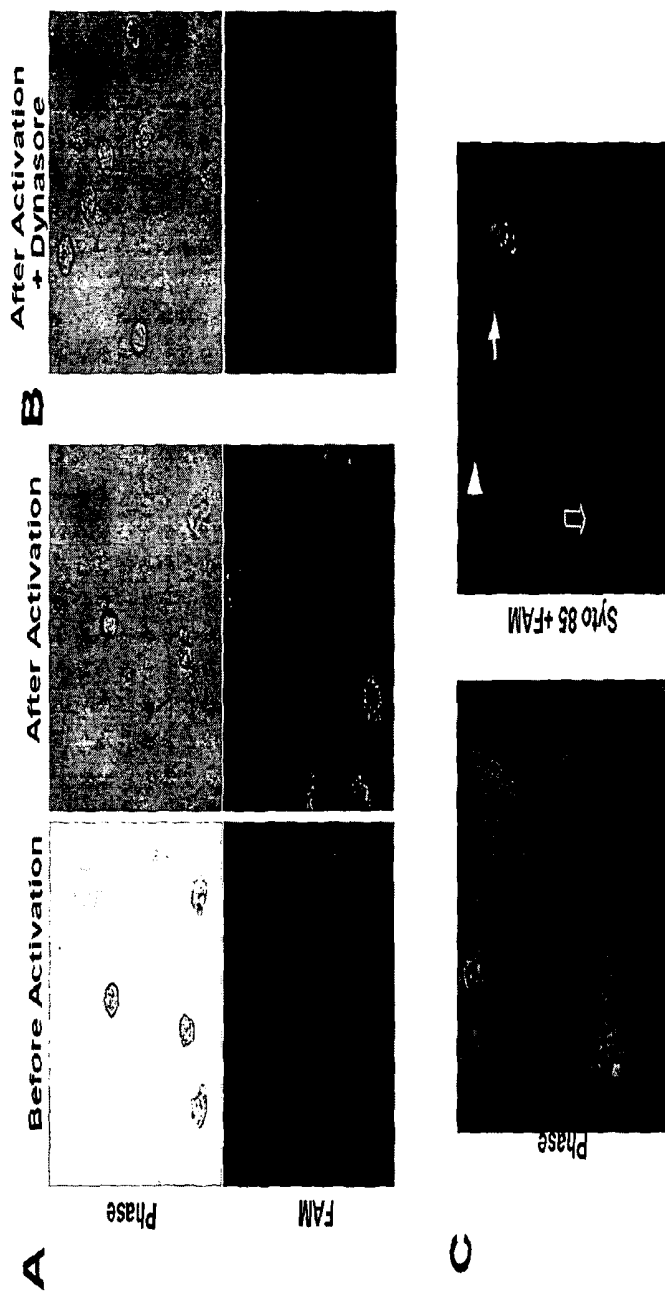 A
Before Activation
After Activation
Phase
FAM
B
After Activation
+ Dynasore
C
Phase
Syto 85 +FAM